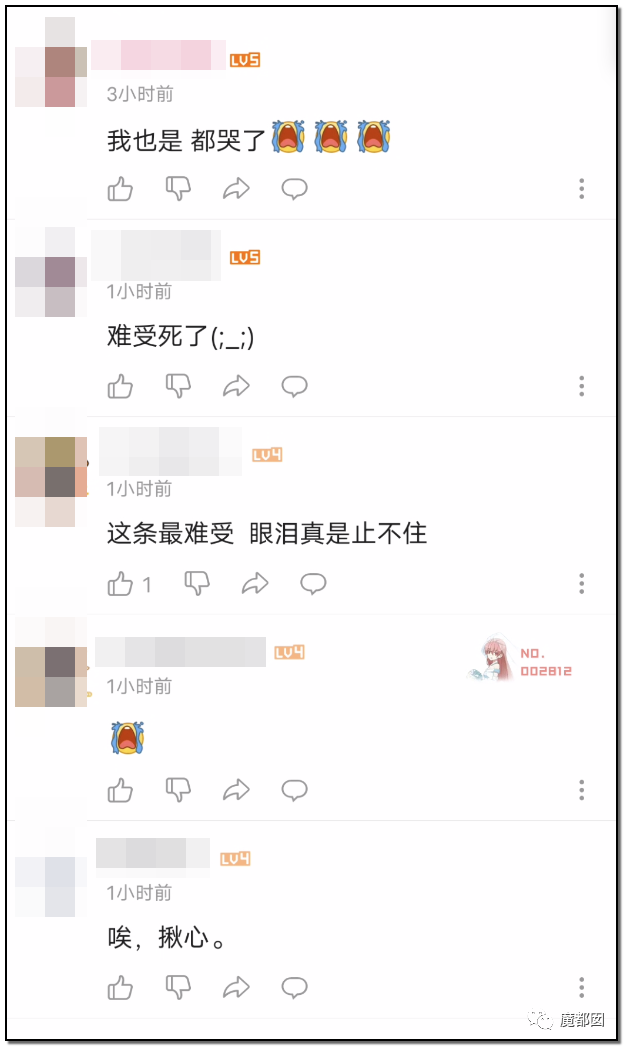 LV5
3小时前
我也是 都哭了😭😭😭
LV5
1小时前
难受死了(;_;)
LV4
1小时前
这条最难受 眼泪真是止不住
1
LV4
NO.
002812
1小时前
😭
LV4
1小时前
唉，揪心。
魔都囡